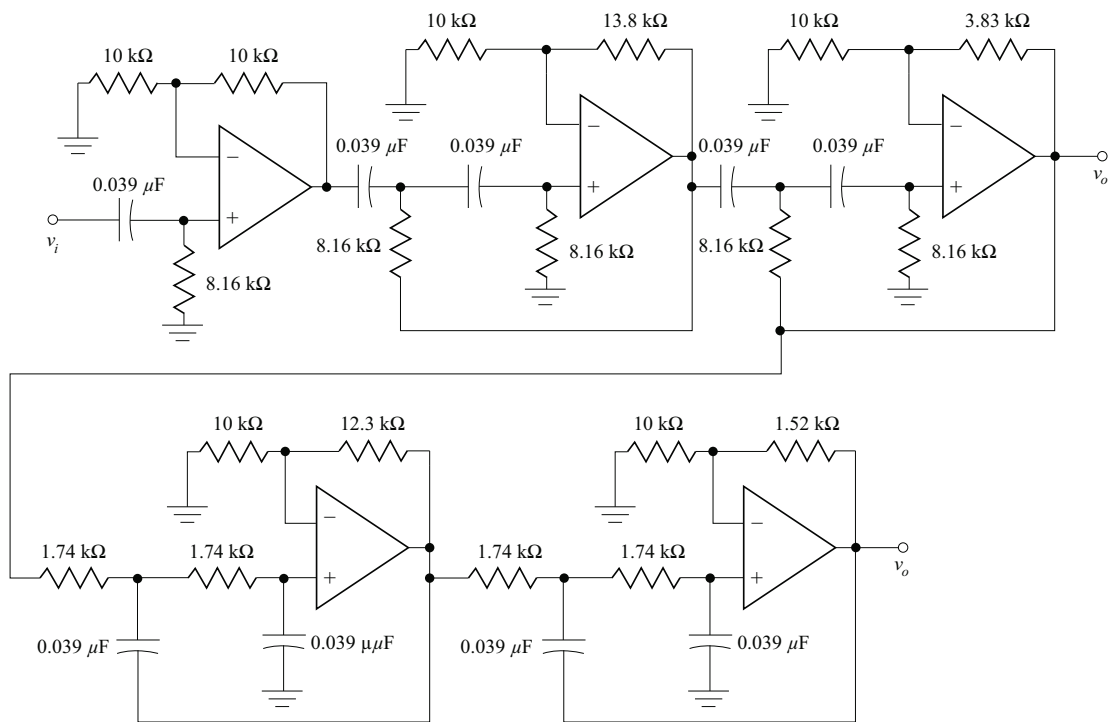 10 kΩ
13.8 kΩ
10 kΩ
3.83 kΩ
10 kΩ
10 kΩ
−
−
−
0.039 µF
0.039 µF
0.039 µF
0.039 µF
0.039 µF
+
+
+
v_o
v_i
8.16 kΩ
8.16 kΩ
8.16 kΩ
8.16 kΩ
8.16 kΩ
10 kΩ
12.3 kΩ
10 kΩ
1.52 kΩ
−
−
1.74 kΩ
1.74 kΩ
1.74 kΩ
1.74 kΩ
+
+
v_o
0.039 µF
0.039 µµF
0.039 µF
0.039 µF